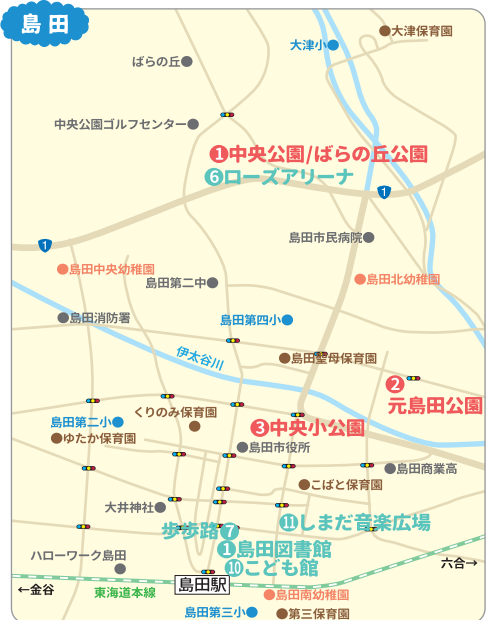 島田
大津小
大津保育園
ばらの丘
中央公園ゴルフセンター
❶中央公園/ばらの丘公園
❻ローズアリーナ
1
島田市民病院
1
島田中央幼稚園
島田第二中
島田北幼稚園
島田消防署
島田第四小
伊太谷川
島田聖母保育園
❷
元島田公園
くりのみ保育園
島田第二小
ゆたか保育園
❸中央小公園
島田市役所
島田商業高
こばと保育園
大井神社
⓫しまだ音楽広場
歩歩路❼
❶島田図書館
❿こども館
ハローワーク島田
六合→
←金谷
東海道本線
島田駅
島田南幼稚園
島田第三小
第三保育園